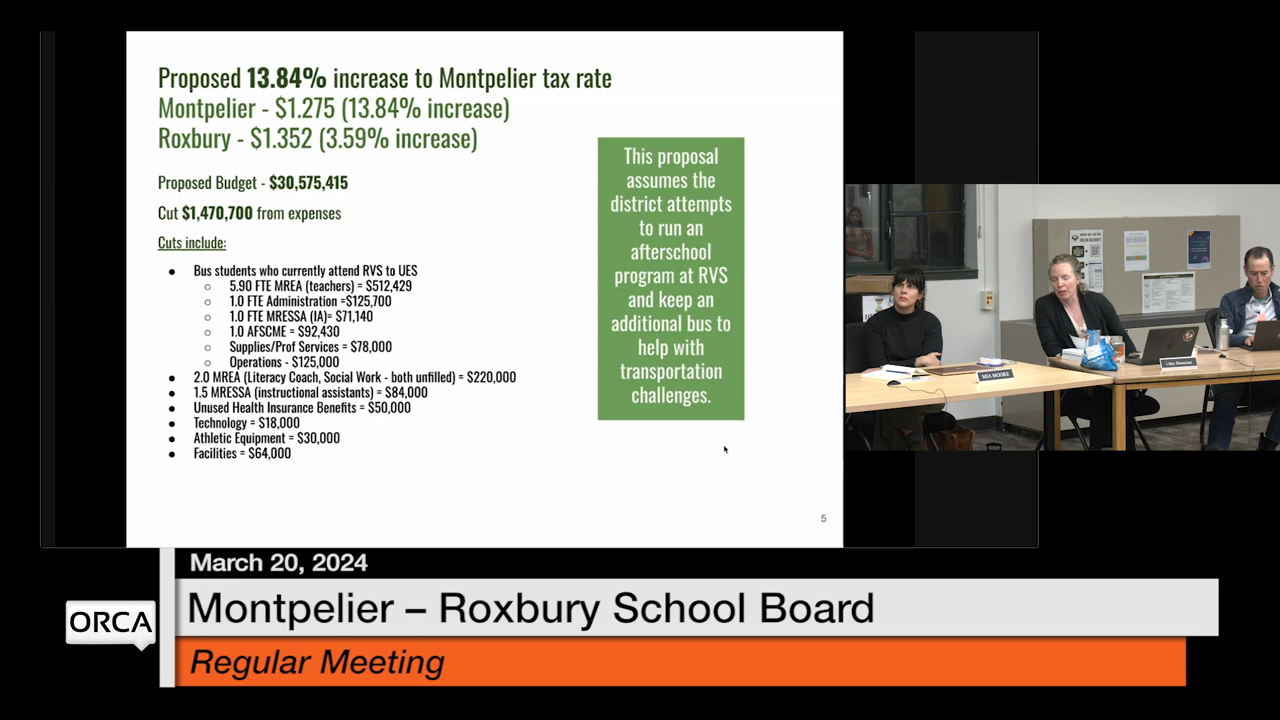 Proposed 13.84% increase to Montpelier tax rate
Montpelier - $1.275 (13.84% increase)
Roxbury - $1.352 (3.59% increase)
Proposed Budget - $30,575,415
Cut $1,470,700 from expenses
Cuts include:
● Bus students who currently attend RVS to UES
○ 5.90 FTE MREA (teachers) = $512,429
○ 1.0 FTE Administration =$125,700
○ 1.0 FTE MRESSA (IA)= $71,140
○ 1.0 AFSCME = $92,430
○ Supplies/Prof Services = $78,000
○ Operations - $125,000
● 2.0 MREA (Literacy Coach, Social Work - both unfilled) = $220,000
● 1.5 MRESSA (instructional assistants) = $84,000
● Unused Health Insurance Benefits = $50,000
● Technology = $18,000
● Athletic Equipment = $30,000
● Facilities = $64,000
This proposal
assumes the
district attempts
to run an
afterschool
program at RVS
and keep an
additional bus to
help with
transportation
challenges.
5
MIA MOORE
March 20, 2024
Montpelier – Roxbury School Board
Regular Meeting
ORCA